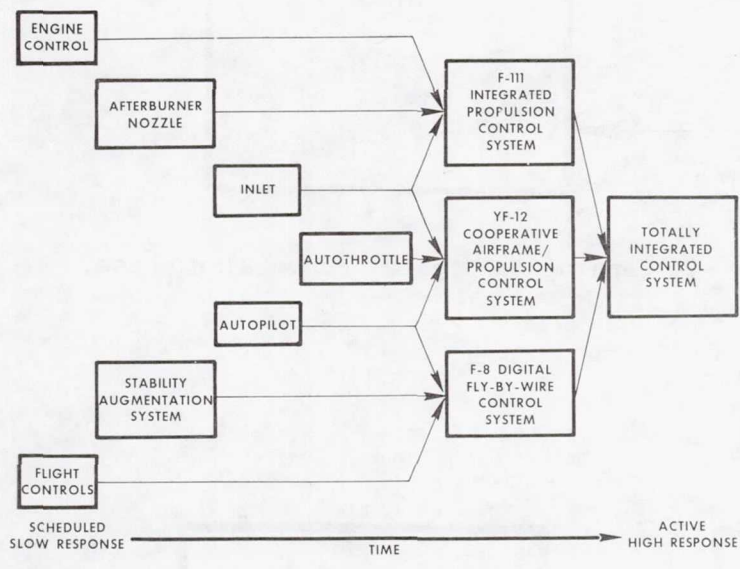 ENGINE
CONTROL
AFTERBURNER
NOZZLE
INLET
AUTOTHROTTLE
AUTOPILOT
STABILITY
AUGMENTATION
SYSTEM
FLIGHT
CONTROLS
F-111
INTEGRATED
PROPULSION
CONTROL
SYSTEM
YF-12
COOPERATIVE
AIRFRAME/
PROPULSION
CONTROL
SYSTEM
F-8 DIGITAL
FLY-BY-WIRE
CONTROL
SYSTEM
TOTALLY
INTEGRATED
CONTROL
SYSTEM
SCHEDULED
SLOW RESPONSE
TIME
ACTIVE
HIGH RESPONSE